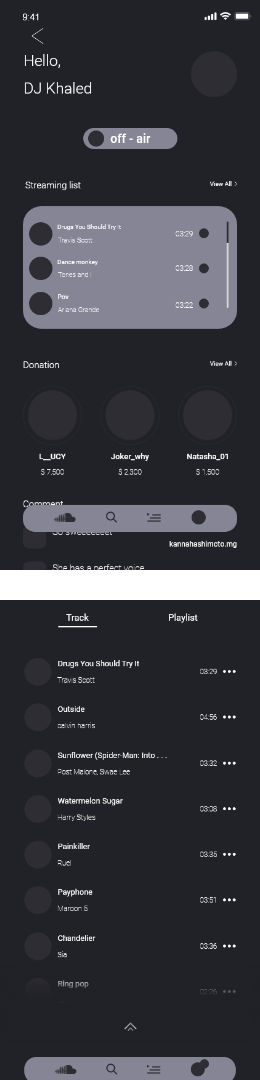 9:41
Hello,
DJ Khaled
off - air
Streaming list
View All >
Drugs You Should Try It
Travis Scott
03:29
Dance monkey
Tones and I
03:28
Pov
Ariana Grande
03:22
Donation
View All >
L__UCY
Joker_why
Natasha_01
$ 7,500
$ 2,300
$ 1,500
Comment
So sweeeeeet
kannahashimoto.mg
She has a perfect voice
Track
Playlist
Drugs You Should Try It
Travis Scott
03:29
Outside
calvin harris
04:56
Sunflower (Spider-Man: Into . . .
Post Malone, Swae Lee
03:32
Watermelon Sugar
Harry Styles
03:08
Painkiller
Ruel
03:35
Payphone
Maroon 5
03:51
Chandelier
Sia
03:36
Ring pop
02:26